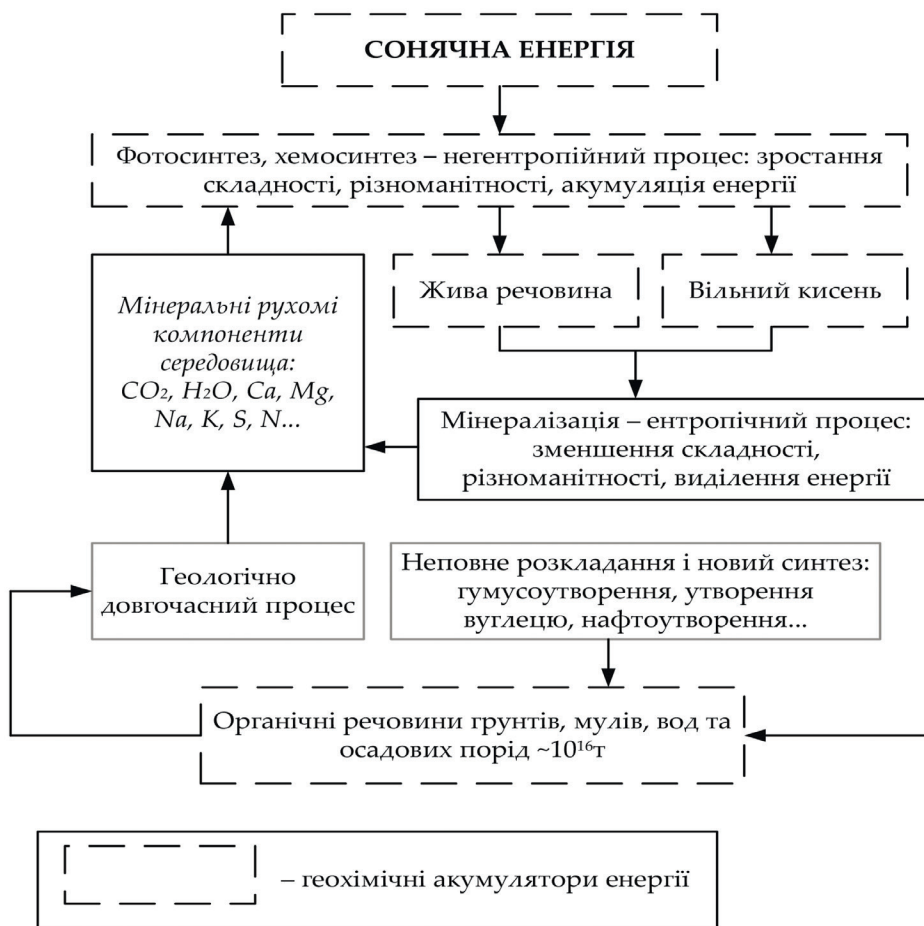 СОНЯЧНА ЕНЕРГІЯ
Фотосинтез, хемосинтез – негентропійний процес: зростання
складності, різноманітності, акумуляція енергії
Мінеральні рухомі
компоненти
середовища:
CO₂, H₂O, Ca, Mg,
Na, K, S, N...
Жива речовина
Вільний кисень
Мінералізація – ентропічний процес:
зменшення складності,
різноманітності, виділення енергії
Геологічно
довгочасний процес
Неповне розкладання і новий синтез:
гумусоутворення, утворення
вуглецю, нафтоутворення...
Органічні речовини грунтів, мулів, вод та
осадових порід ~10¹⁶т
– геохімічні акумулятори енергії